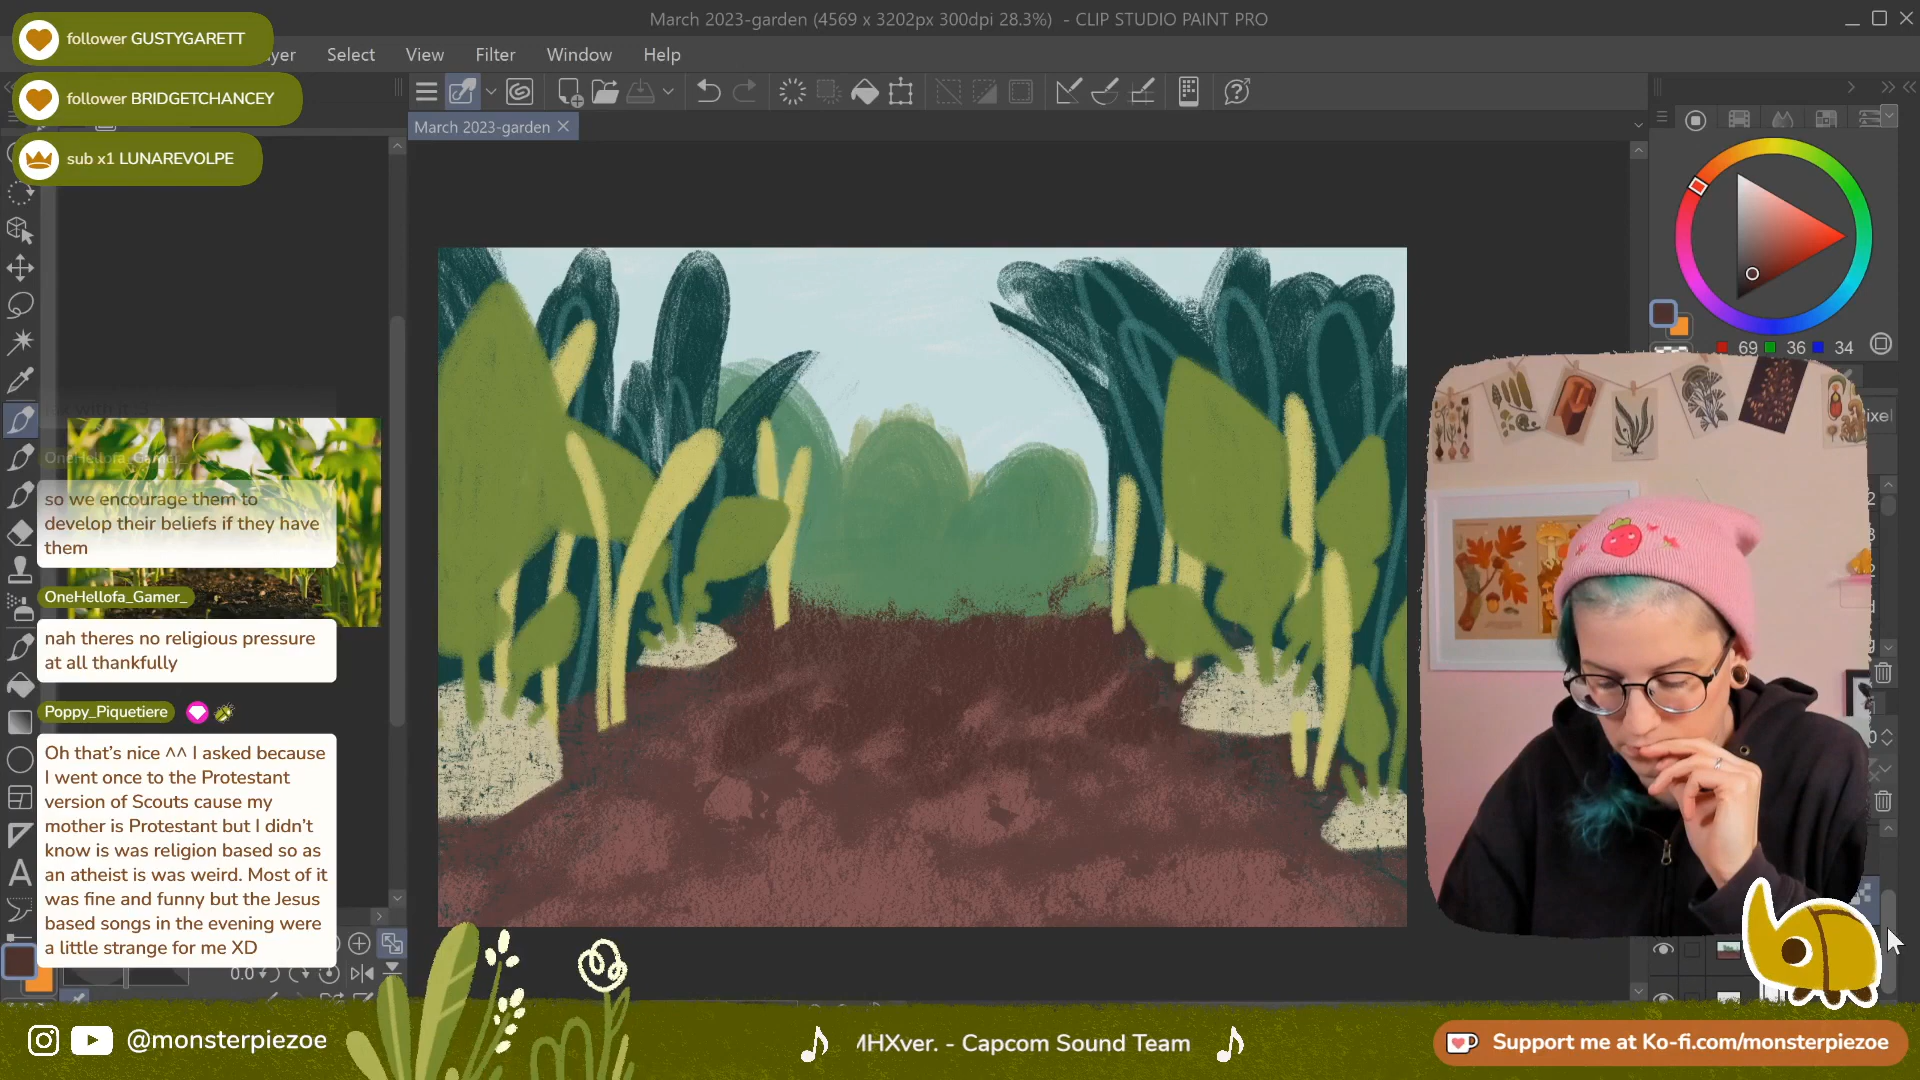 March 2023-garden (4569 x 3202px 300dpi 28.3%) - CLIP STUDIO PAINT PRO
follower GUSTYGARETT
Select View Filter Window Help
follower BRIDGETCHANCEY
March 2023-garden
sub x1 LUNAREVOLPE
69 36 34
OneHellofa_Gamer_
so we encourage them to
develop their beliefs if they have
them
OneHellofa_Gamer_
nah theres no religious pressure
at all thankfully
Poppy_Piquetiere
Oh that's nice ^^ I asked because
I went once to the Protestant
version of Scouts cause my
mother is Protestant but I didn't
know is was religion based so as
an atheist is was weird. Most of it
was fine and funny but the Jesus
based songs in the evening were
a little strange for me XD
0.0
@monsterpiezoe
MHXver. - Capcom Sound Team
Support me at Ko-fi.com/monsterpiezoe